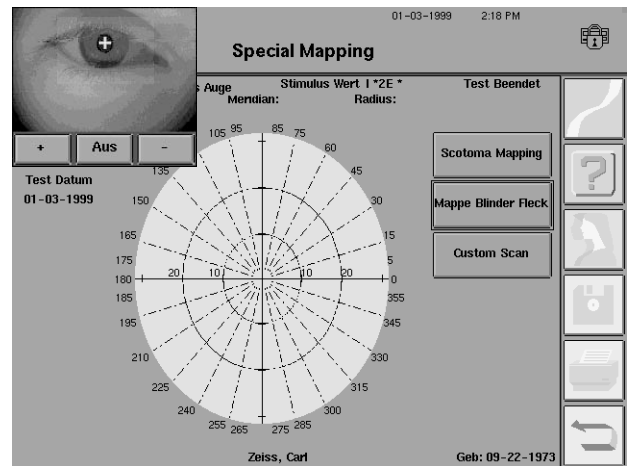 01-03-1999 2:18 PM
Special Mapping
Auge Stimulus Wert I *2E * Test Beendet
Meridian: Radius:
+ Aus -
Test Datum
01-03-1999
105 95 85 75
60
135 45
150 30
165 15
175 5
180 20 10 10 20 0
185 355
195 345
210 330
225 315
240 300
255 265 275 285
Scotoma Mapping
Mappe Blinder Fleck
Custom Scan
?
Zeiss, Carl Geb: 09-22-1973